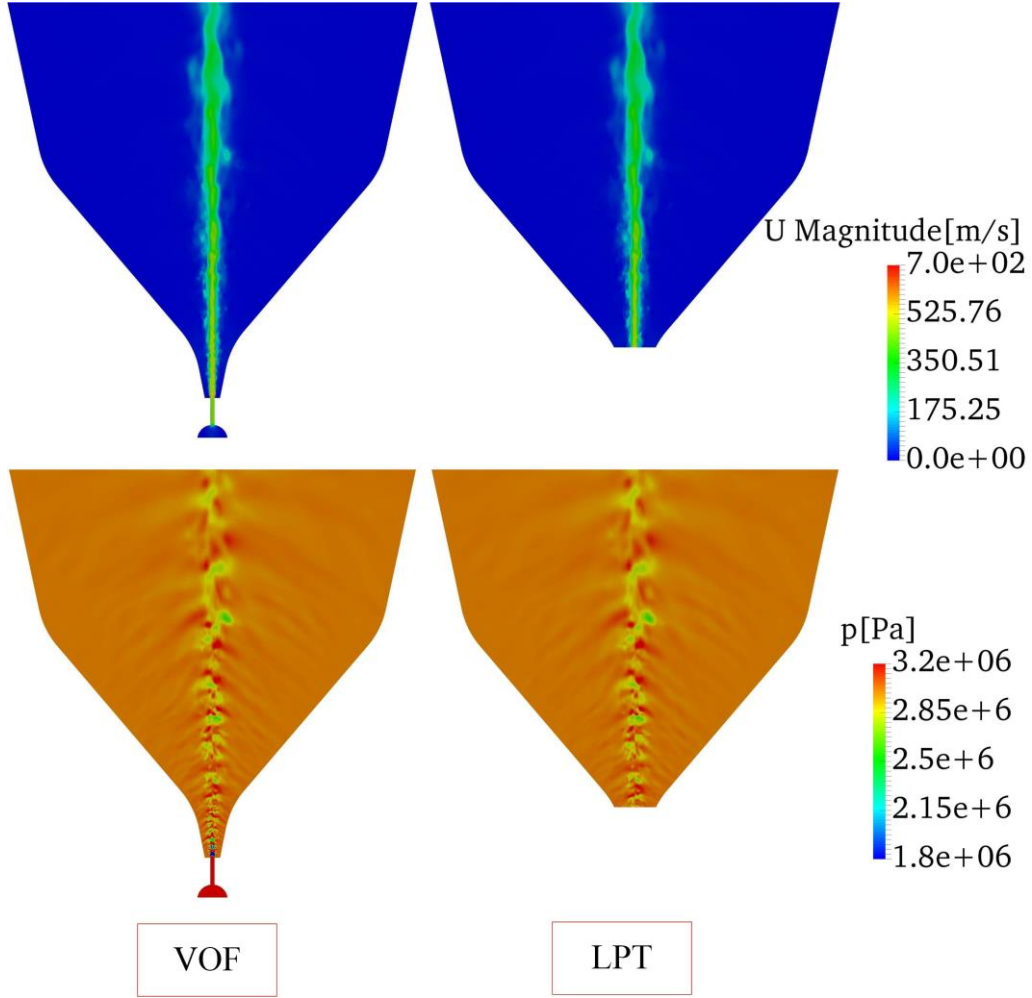 U Magnitude[m/s]
7.0e+02
525.76
350.51
175.25
0.0e+00
p[Pa]
3.2e+06
2.85e+6
2.5e+6
2.15e+6
1.8e+06
VOF
LPT